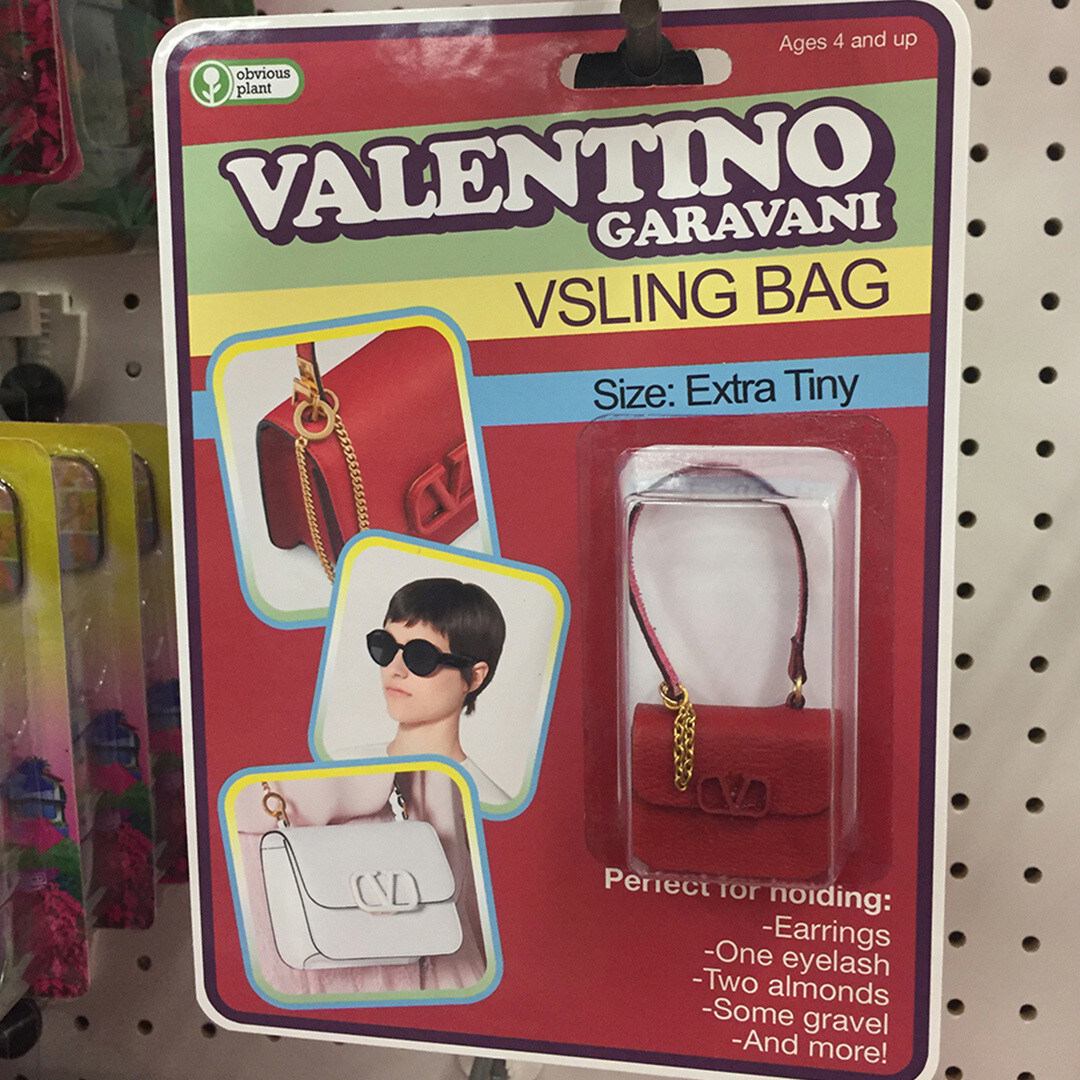 obvious
plant
Ages 4 and up
VALENTINO
GARAVANI
VSLING BAG
Size: Extra Tiny
Perfect for holding:
-Earrings
-One eyelash
-Two almonds
-Some gravel
-And more!